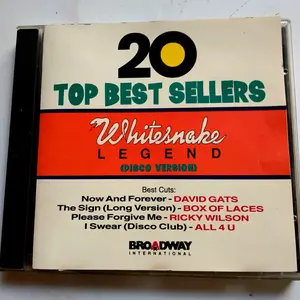 20
TOP BEST SELLERS
Whitesnake
LEGEND
(DISCO VERSION)
Best Cuts:
Now And Forever - DAVID GATS
The Sign (Long Version) - BOX OF LACES
Please Forgive Me - RICKY WILSON
I Swear (Disco Club) - ALL 4 U
BROADWAY
INTERNATIONAL